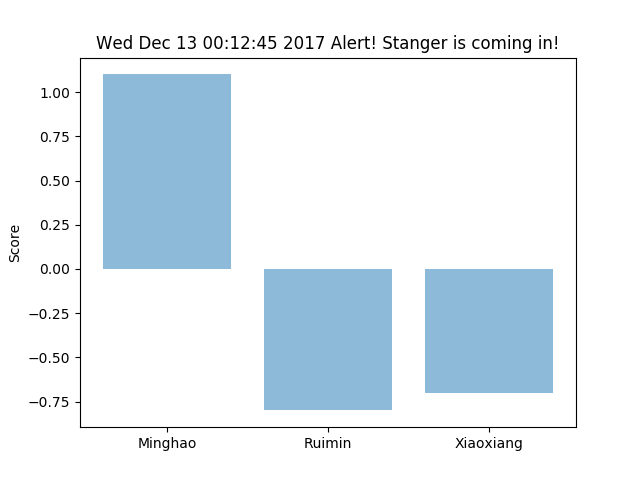 Wed Dec 13 00:12:45 2017 Alert! Stanger is coming in!
1.00
0.75
0.50
0.25
0.00
−0.25
−0.50
−0.75
Score
Minghao Ruimin Xiaoxiang